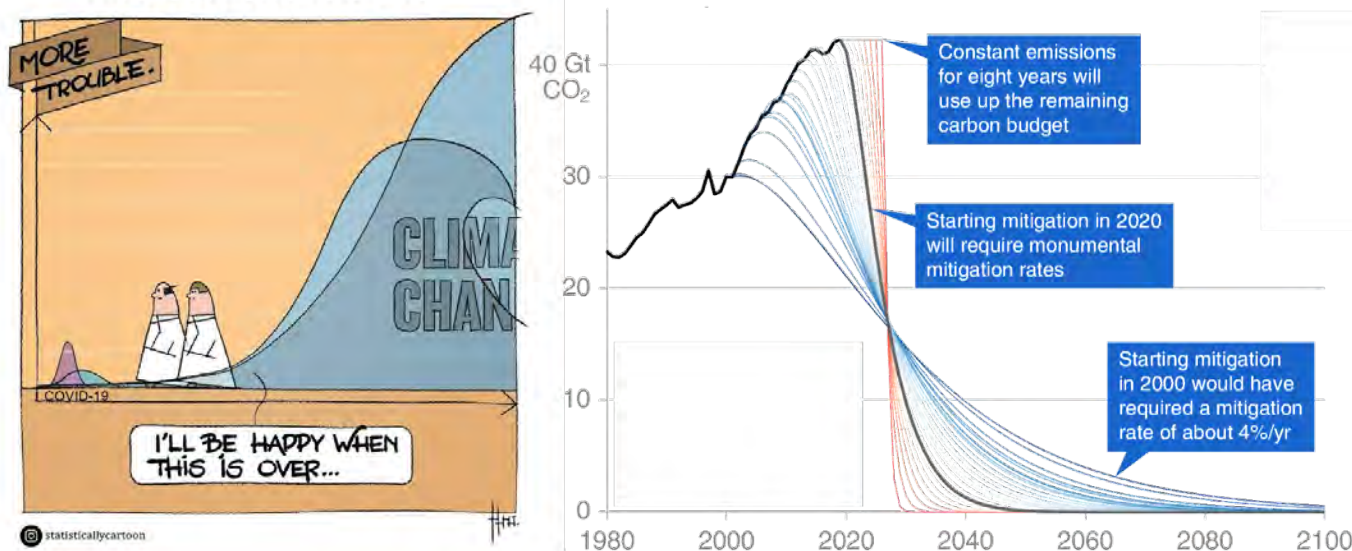 MORE
TROUBLE.
CLIMA
CHAN
COVID-19
I'LL BE HAPPY WHEN
THIS IS OVER...
statisticallycartoon
40 Gt
CO₂
30
20
10
0
1980
2000
2020
2040
2060
2080
2100
Constant emissions
for eight years will
use up the remaining
carbon budget
Starting mitigation in 2020
will require monumental
mitigation rates
Starting mitigation
in 2000 would have
required a mitigation
rate of about 4%/yr